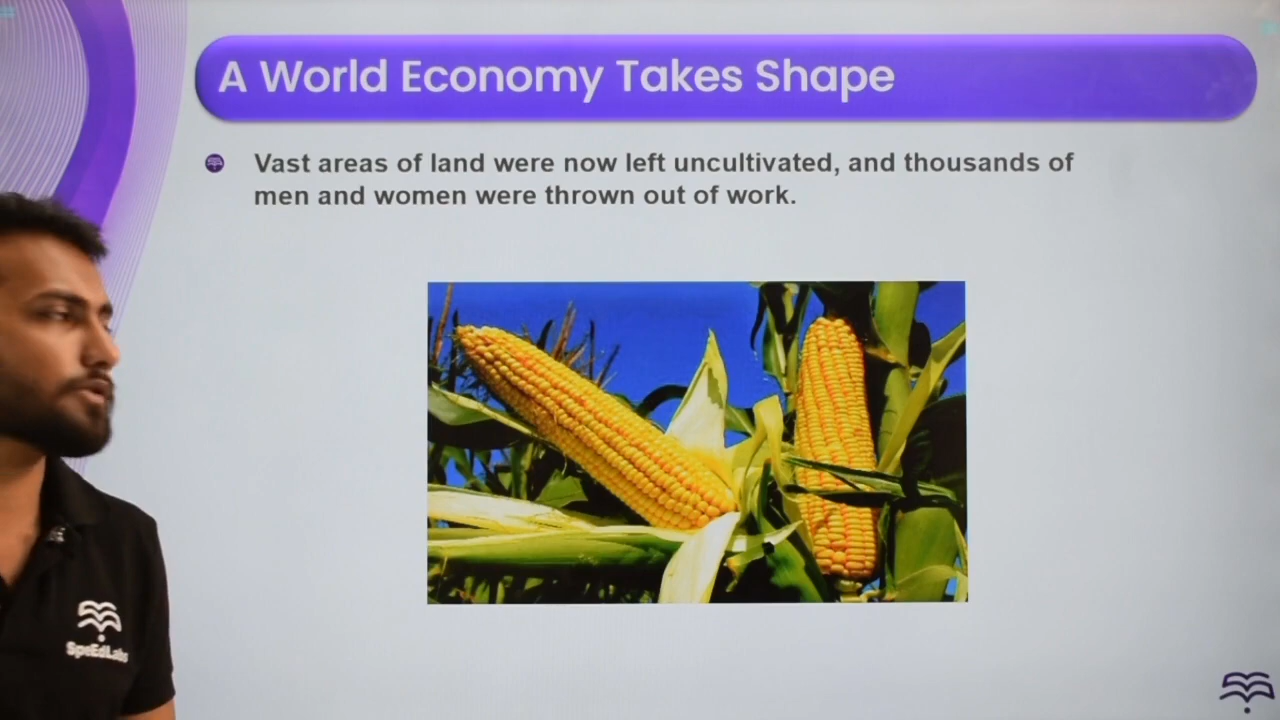 A World Economy Takes Shape
Vast areas of land were now left uncultivated, and thousands of
men and women were thrown out of work.
SpeEdLabs